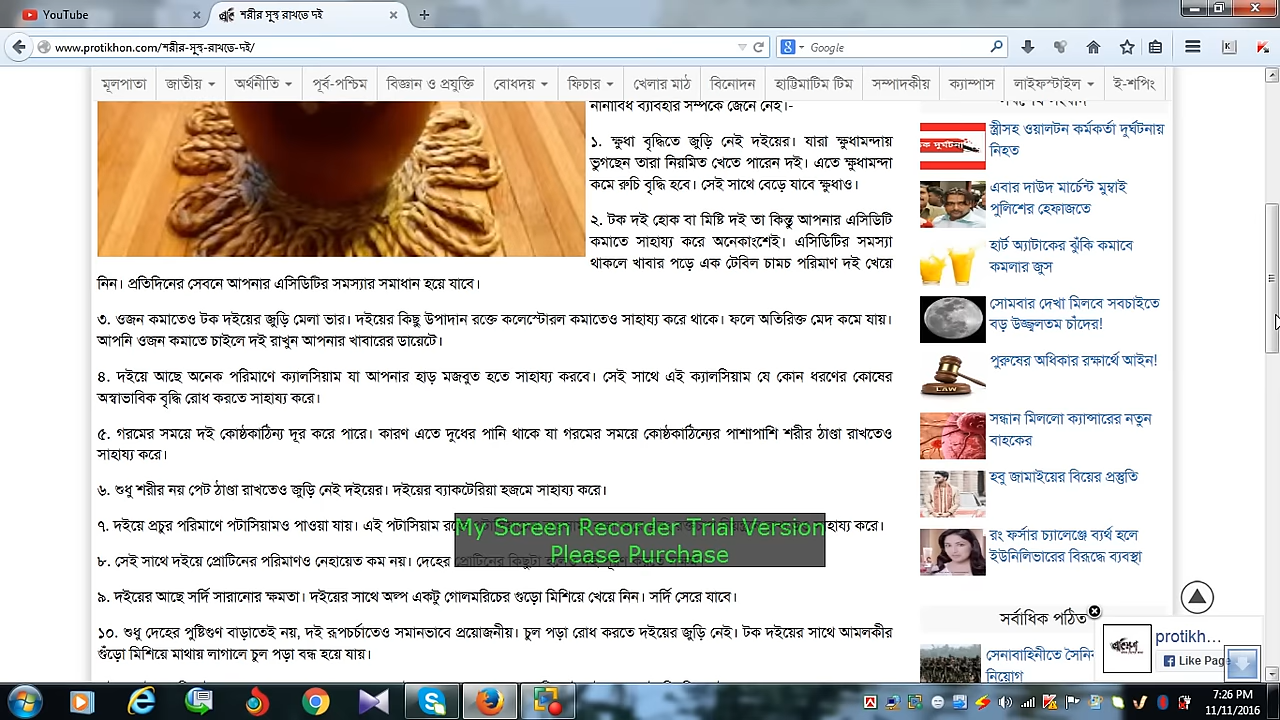 YouTube
শরীর সুস্থ রাখতে দই
www.protikhon.com/শরীর-সুস্থ-রাখতে-দই/
Google
মূলপাতা জাতীয় অর্থনীতি পূর্ব-পশ্চিম বিজ্ঞান ও প্রযুক্তি বোধদয় ফিচার খেলার মাঠ বিনোদন হাট্টিমাটিম টিম সম্পাদকীয় ক্যাম্পাস লাইফস্টাইল ই-শপিং
নানাবিধ ব্যাবহার সম্পর্কে জেনে নেই।-
১. ক্ষুধা বৃদ্ধিতে জুড়ি নেই দইয়ের। যারা ক্ষুধামন্দায়
ভুগছেন তারা নিয়মিত খেতে পারেন দই। এতে ক্ষুধামন্দা
কমে রুচি বৃদ্ধি হবে। সেই সাথে বেড়ে যাবে ক্ষুধাও।
২. টক দই হোক বা মিষ্টি দই তা কিন্তু আপনার এসিডিটি
কমাতে সাহায্য করে অনেকাংশেই। এসিডিটির সমস্যা
থাকলে খাবার পড়ে এক টেবিল চামচ পরিমাণ দই খেয়ে
নিন। প্রতিদিনের সেবনে আপনার এসিডিটির সমস্যার সমাধান হয়ে যাবে।
৩. ওজন কমাতেও টক দইয়ের জুড়ি মেলা ভার। দইয়ের কিছু উপাদান রক্তে কলেস্টোরল কমাতেও সাহায্য করে থাকে। ফলে অতিরিক্ত মেদ কমে যায়।
আপনি ওজন কমাতে চাইলে দই রাখুন আপনার খাবারের ডায়েটে।
৪. দইয়ে আছে অনেক পরিমাণে ক্যালসিয়াম যা আপনার হাড় মজবুত হতে সাহায্য করবে। সেই সাথে এই ক্যালসিয়াম যে কোন ধরণের কোষের
অস্বাভাবিক বৃদ্ধি রোধ করতে সাহায্য করে।
৫. গরমের সময়ে দই কোষ্ঠকাঠিন্য দূর করে পারে। কারণ এতে দুধের পানি থাকে যা গরমের সময়ে কোষ্ঠকাঠিন্যের পাশাপাশি শরীর ঠাণ্ডা রাখতেও
সাহায্য করে।
৬. শুধু শরীর নয় পেট ঠাণ্ডা রাখতেও জুড়ি নেই দইয়ের। দইয়ের ব্যাকটেরিয়া হজমে সাহায্য করে।
৭. দইয়ে প্রচুর পরিমাণে পটাসিয়ামও পাওয়া যায়। এই পটাসিয়াম করে।
৮. সেই সাথে দইয়ে প্রোটিনের পরিমাণও নেহায়েত কম নয়। দেহের প্রোটিনের কিছুটা
My Screen Recorder Trial Version
Please Purchase
৯. দইয়ের আছে সর্দি সারানোর ক্ষমতা। দইয়ের সাথে অল্প একটু গোলমরিচের গুড়ো মিশিয়ে খেয়ে নিন। সর্দি সেরে যাবে।
১০. শুধু দেহের পুষ্টিগুণ বাড়াতেই নয়, দই রূপচর্চাতেও সমানভাবে প্রয়োজনীয়। চুল পড়া রোধ করতে দইয়ের জুড়ি নেই। টক দইয়ের সাথে আমলকীর
গুঁড়ো মিশিয়ে মাথায় লাগালে চুল পড়া বন্ধ হয়ে যায়।
স্ত্রীসহ ওয়ালটন কর্মকর্তা দুর্ঘটনায়
নিহত
এবার দাউদ মার্চেন্ট মুম্বাই
পুলিশের হেফাজতে
হার্ট অ্যাটাকের ঝুঁকি কমাবে
কমলার জুস
সোমবার দেখা মিলবে সবচাইতে
বড় উজ্জ্বলতম চাঁদের!
পুরুষের অধিকার রক্ষার্থে আইন!
LAW
সন্ধান মিললো ক্যান্সারের নতুন
বাহকের
হবু জামাইয়ের বিয়ের প্রস্তুতি
রং ফর্সার চ্যালেঞ্জে ব্যর্থ হলে
ইউনিলিভারের বিরূদ্ধে ব্যবস্থা
সর্বাধিক পঠিত
সেনাবাহিনীতে সৈনিক
নিয়োগ
protikh...
Like Page
7:26 PM
11/11/2016